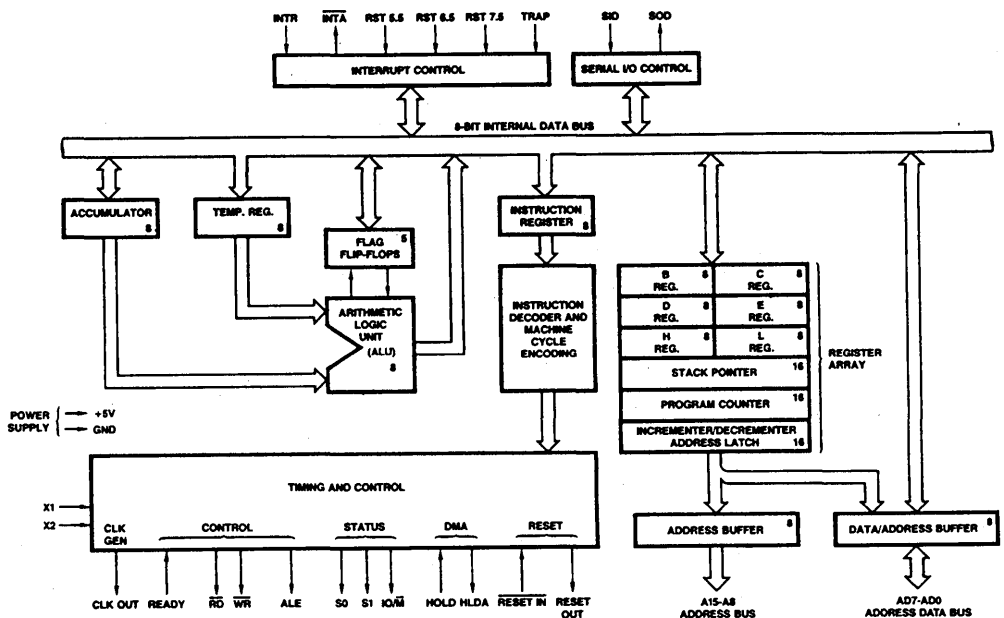 INTR INTA RST 5.5 RST 6.5 RST 7.5 TRAP SID SOD
INTERRUPT CONTROL
SERIAL I/O CONTROL
8-BIT INTERNAL DATA BUS
ACCUMULATOR
8
TEMP. REG.
8
INSTRUCTION
REGISTER
8
FLAG 5
FLIP-FLOPS
ARITHMETIC
LOGIC
UNIT
(ALU)
8
INSTRUCTION
DECODER AND
MACHINE
CYCLE
ENCODING
B 8
REG.
C 8
REG.
D 8
REG.
E 8
REG.
H 8
REG.
L 8
REG.
STACK POINTER 16
PROGRAM COUNTER 16
INCREMENTER/DECREMENTER
ADDRESS LATCH 16
REGISTER
ARRAY
POWER
SUPPLY
+5V
GND
TIMING AND CONTROL
X1
X2
CLK
GEN
CONTROL
STATUS
DMA
RESET
CLK OUT READY RD WR ALE S0 S1 IO/M HOLD HLDA RESET IN RESET
OUT
ADDRESS BUFFER 8
DATA/ADDRESS BUFFER 8
A15-A8
ADDRESS BUS
AD7-AD0
ADDRESS DATA BUS